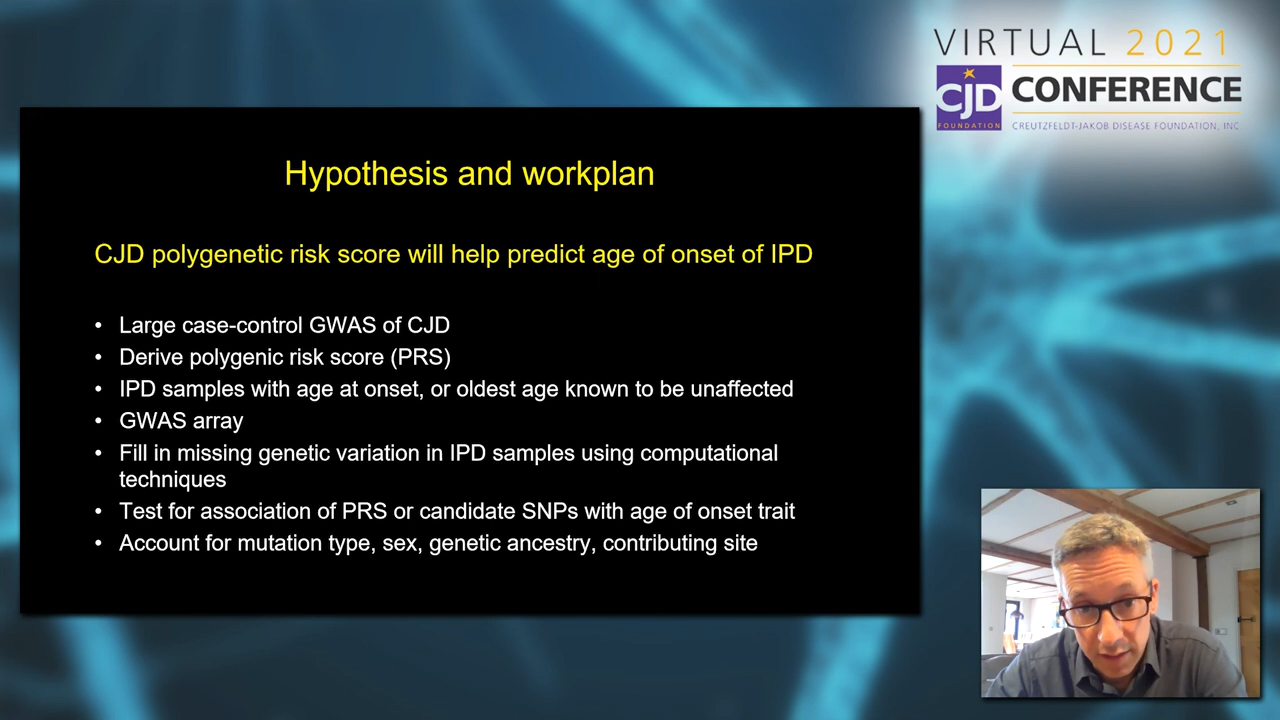 VIRTUAL 2021
CJD
FOUNDATION
CONFERENCE
CREUTZFELDT-JAKOB DISEASE FOUNDATION, INC
Hypothesis and workplan
CJD polygenetic risk score will help predict age of onset of IPD
• Large case-control GWAS of CJD
• Derive polygenic risk score (PRS)
• IPD samples with age at onset, or oldest age known to be unaffected
• GWAS array
• Fill in missing genetic variation in IPD samples using computational
techniques
• Test for association of PRS or candidate SNPs with age of onset trait
• Account for mutation type, sex, genetic ancestry, contributing site